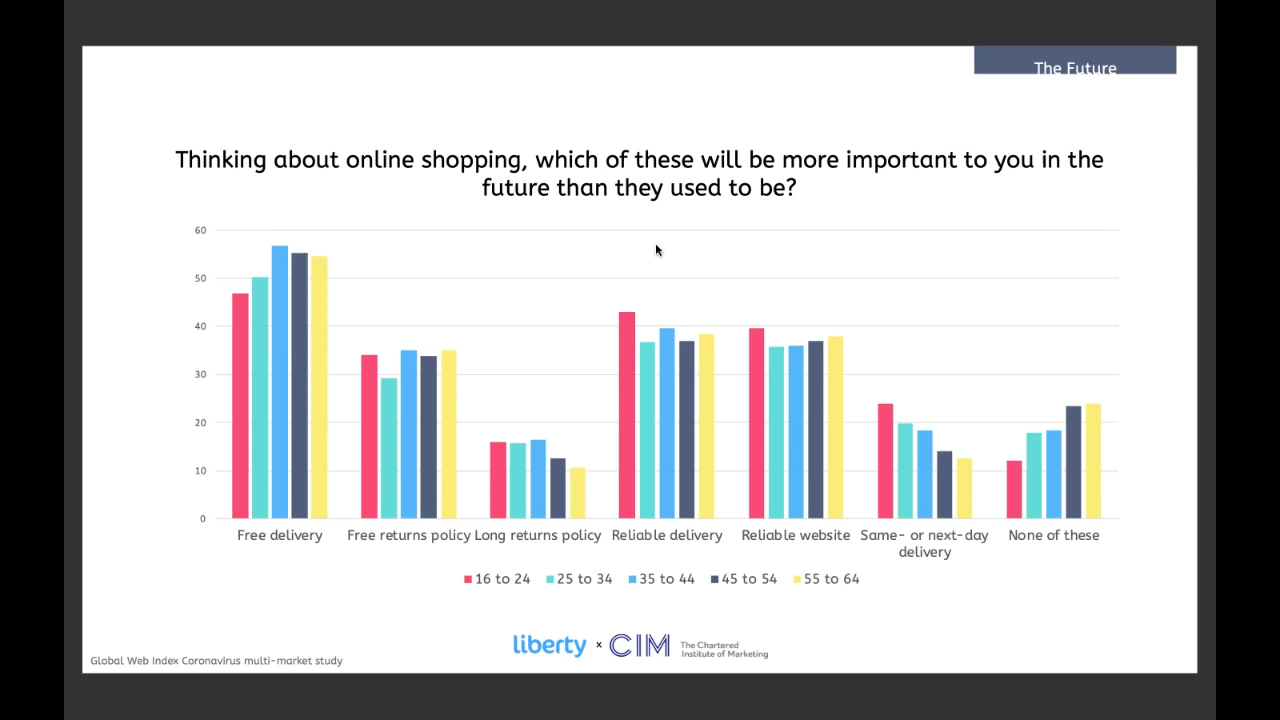 The Future
Thinking about online shopping, which of these will be more important to you in the
future than they used to be?
60
50
40
30
20
10
0
Free delivery
Free returns policy
Long returns policy
Reliable delivery
Reliable website
Same- or next-day
delivery
None of these
16 to 24
25 to 34
35 to 44
45 to 54
55 to 64
liberty x CIM
The Chartered
Institute of Marketing
Global Web Index Coronavirus multi-market study